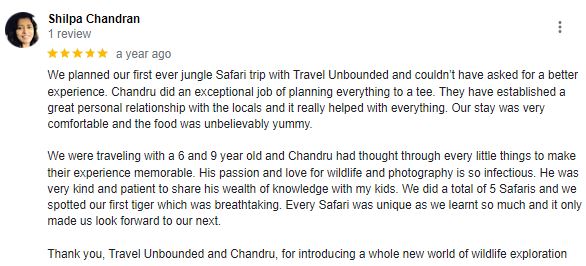 Shilpa Chandran
1 review
a year ago
We planned our first ever jungle Safari trip with Travel Unbounded and couldn't have asked for a better
experience. Chandru did an exceptional job of planning everything to a tee. They have established a
great personal relationship with the locals and it really helped with everything. Our stay was very
comfortable and the food was unbelievably yummy.
We were traveling with a 6 and 9 year old and Chandru had thought through every little things to make
their experience memorable. His passion and love for wildlife and photography is so infectious. He was
very kind and patient to share his wealth of knowledge with my kids. We did a total of 5 Safaris and we
spotted our first tiger which was breathtaking. Every Safari was unique as we learnt so much and it only
made us look forward to our next.
Thank you, Travel Unbounded and Chandru, for introducing a whole new world of wildlife exploration